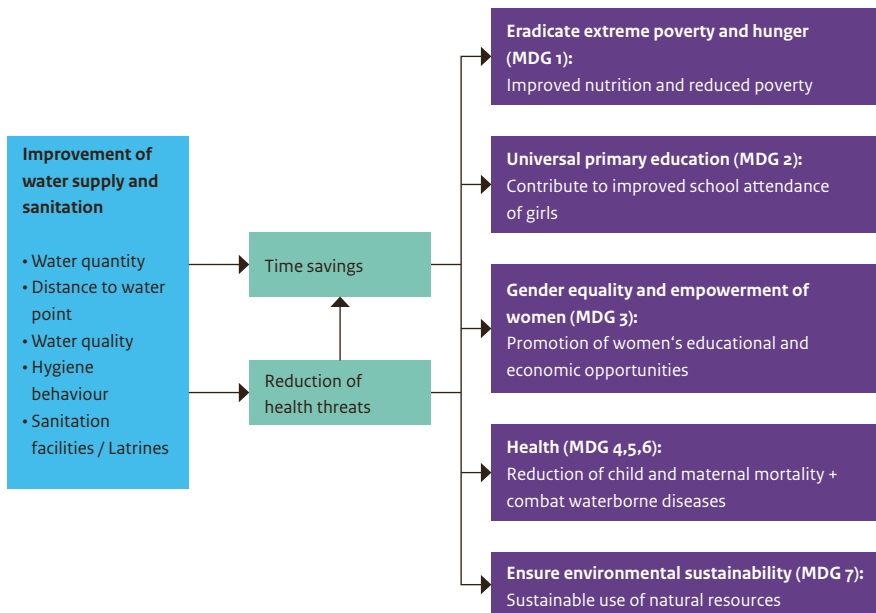 Improvement of
water supply and
sanitation
• Water quantity
• Distance to water
point
• Water quality
• Hygiene
behaviour
• Sanitation
facilities / Latrines
Time savings
Reduction of
health threats
Eradicate extreme poverty and hunger
(MDG 1):
Improved nutrition and reduced poverty
Universal primary education (MDG 2):
Contribute to improved school attendance
of girls
Gender equality and empowerment of
women (MDG 3):
Promotion of women‘s educational and
economic opportunities
Health (MDG 4,5,6):
Reduction of child and maternal mortality +
combat waterborne diseases
Ensure environmental sustainability (MDG 7):
Sustainable use of natural resources